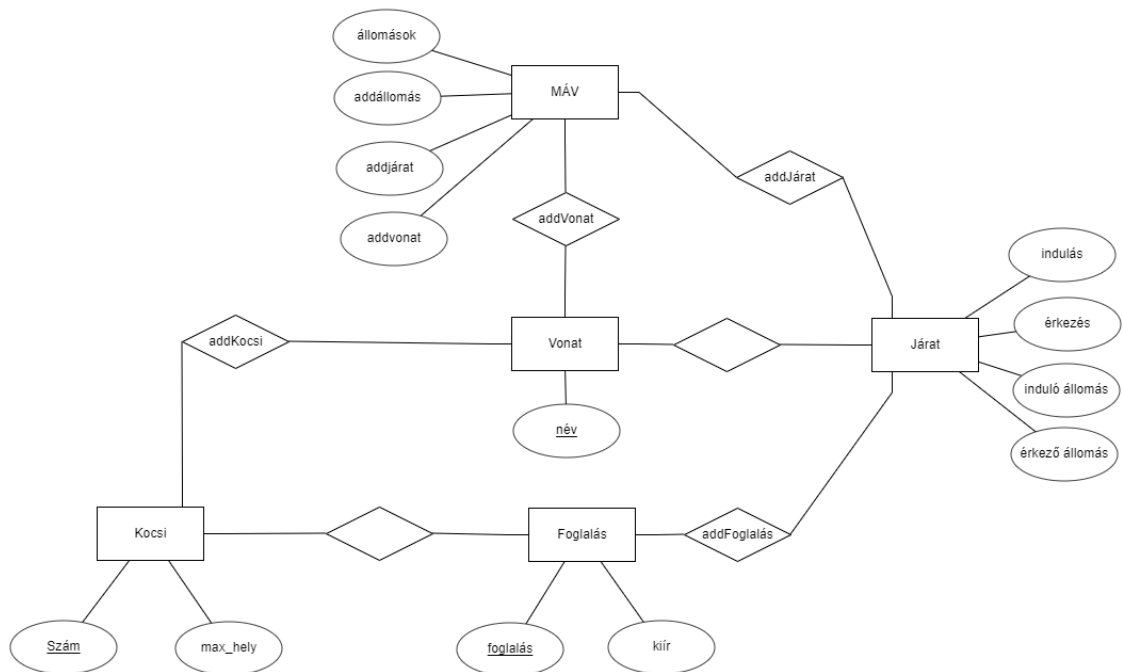 állomások
MÁV
addállomás
addjárat
addJárat
addVonat
addvonat
indulás
érkezés
addKocsi
Vonat
Járat
induló állomás
név
érkező állomás
Kocsi
Foglalás
addFoglalás
Szám
max_hely
foglalás
kiír